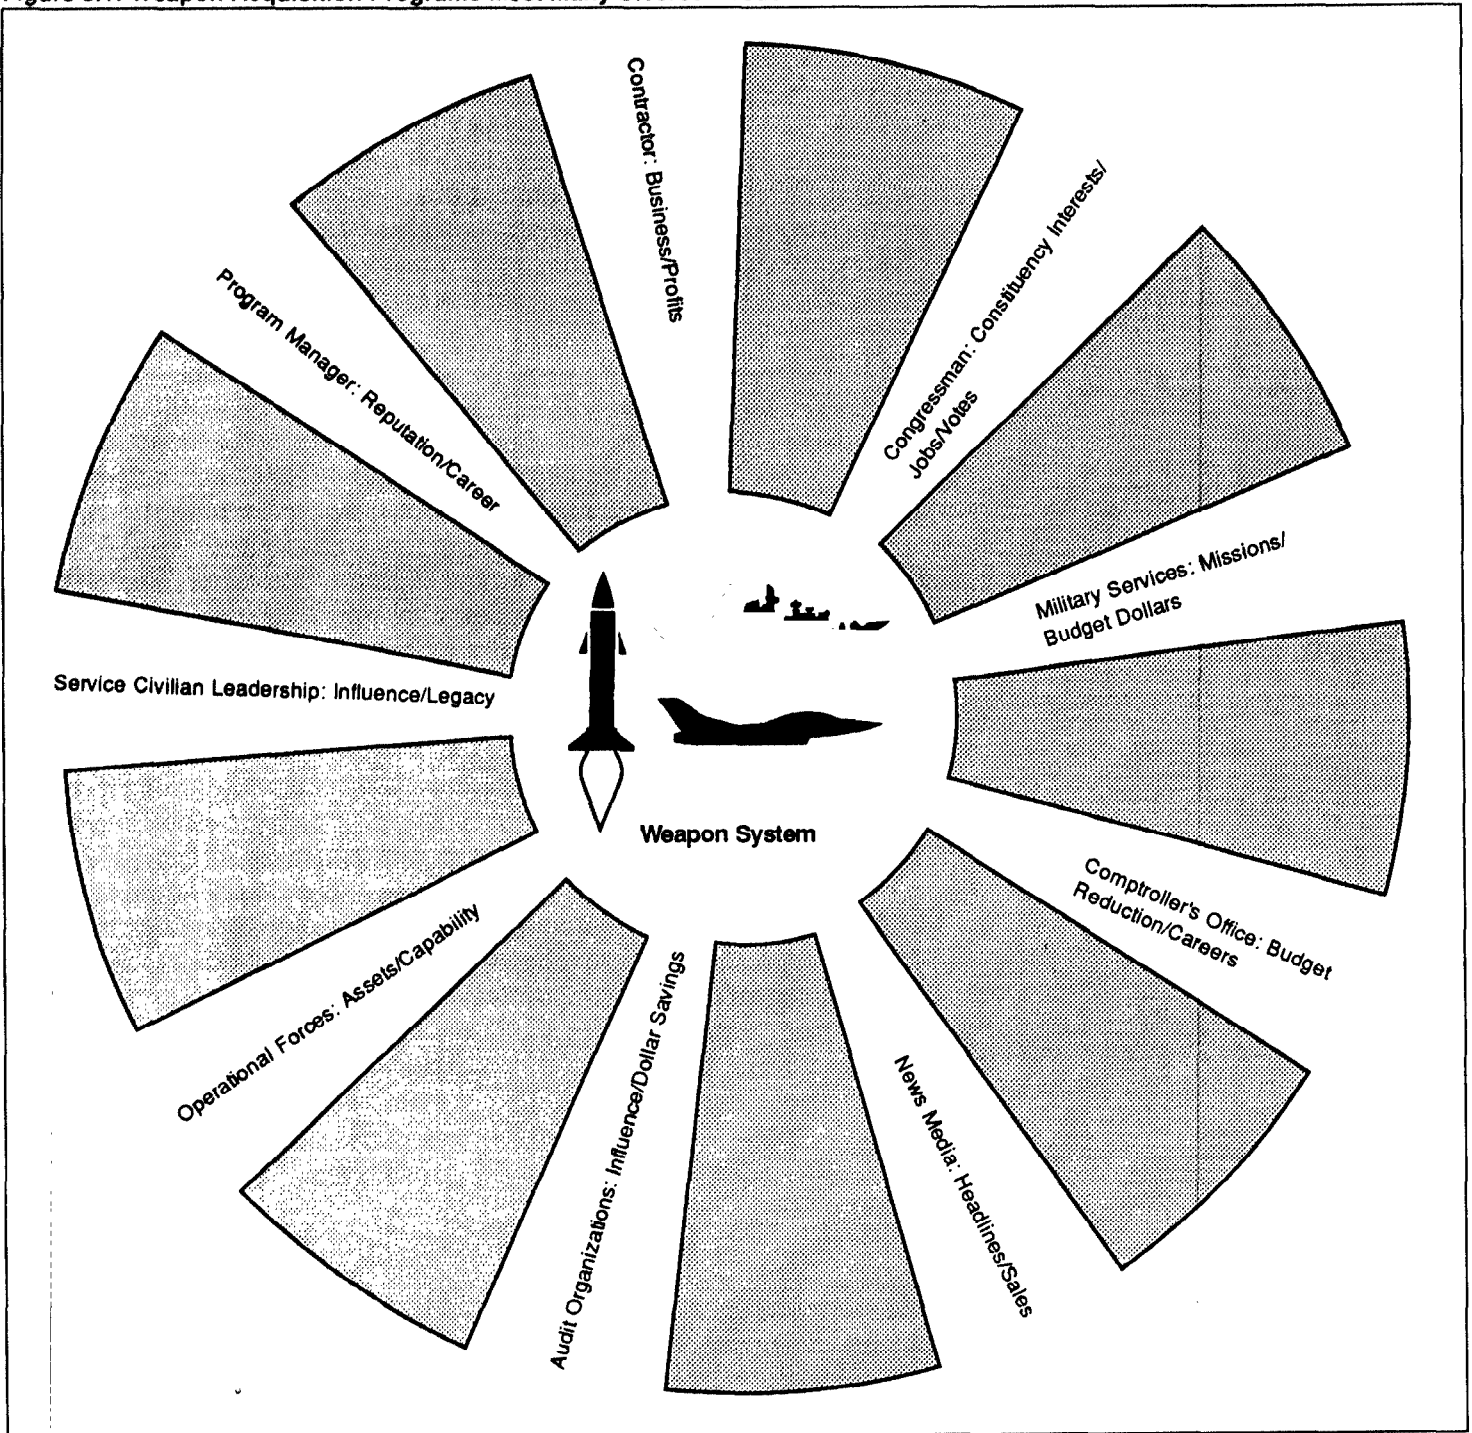 Contractor: Business/Profits
Congressman: Constituency Interests/
Jobs/Votes
Military Services: Missions/
Budget Dollars
Comptroller's Office: Budget
Reduction/Careers
News Media: Headlines/Sales
Audit Organizations: Influence/Dollar Savings
Operational Forces: Assets/Capability
Service Civilian Leadership: Influence/Legacy
Program Manager: Reputation/Career
Weapon System